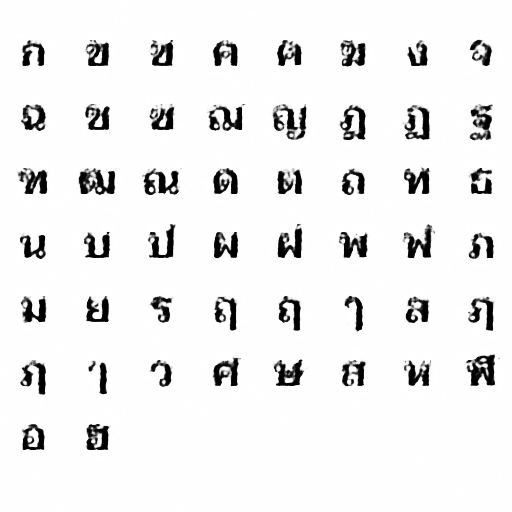 ก ข ฃ ค ฅ ฆ ง จ
ฉ ช ซ ฌ ญ ฎ ฏ ฐ
ฑ ฒ ณ ด ต ถ ท ธ
น บ ป ผ ฝ พ ฟ ภ
ม ย ร ฤ ฤ ๅ ล ฦ
ฦ ๅ ว ศ ษ ส ห ฬ
อ ฮ